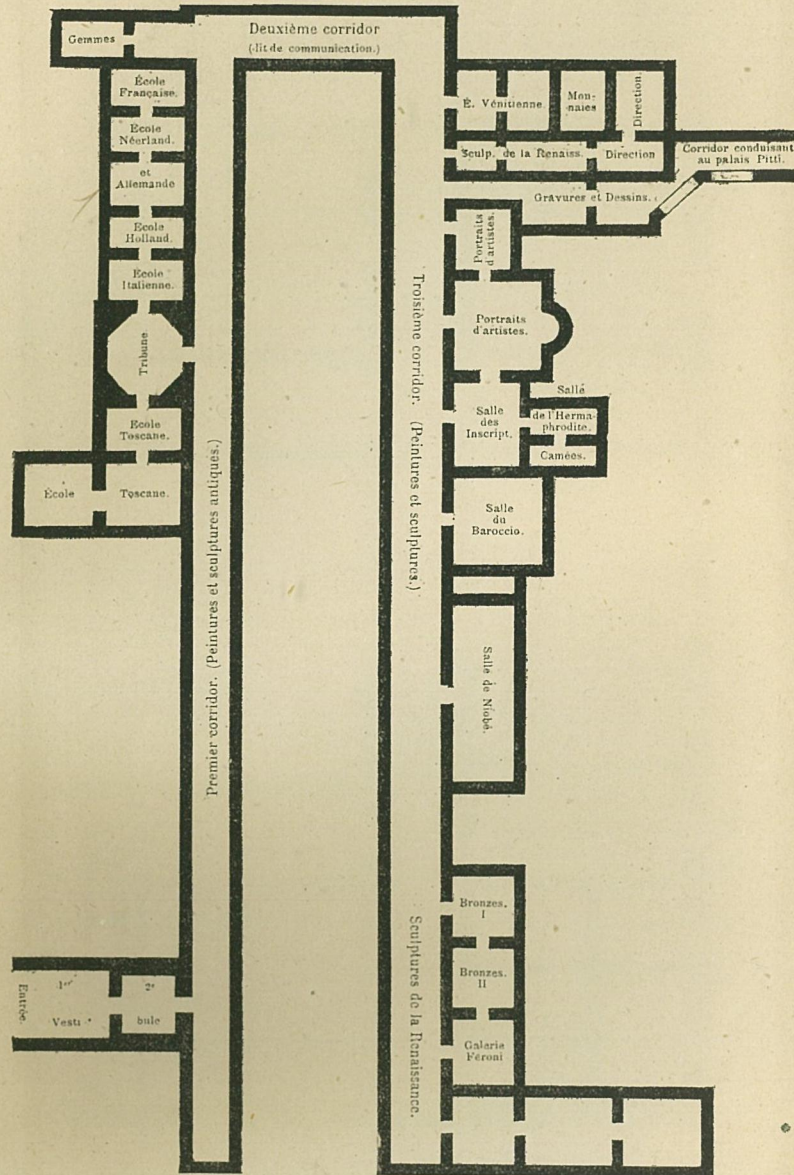 Deuxième corridor
(dit de communication.)
Gemmes
École
Française.
École
Néerland.
et
Allemande
École
Holland.
École
Italienne.
Tribune
École
Toscane.
École
Toscane.
Premier corridor. (Peintures et sculptures antiques.)
Entrée.
1er
Vesti
2e
bule
É. Vénitienne.
Mon-
naies
Direction.
Sculp. de la Renaiss.
Direction
Corridor conduisant
au palais Pitti.
Gravures et Dessins.
Portraits
d'artistes.
Portraits
d'artistes.
Troisième corridor. (Peintures et sculptures.)
Salle
des
Inscript.
Salle
de l'Herma-
phrodite.
Camées.
Salle
du
Baroccio.
Salle de Niobé.
Bronzes.
I
Bronzes.
II
Galerie
Féroni
Sculptures de la Renaissance.